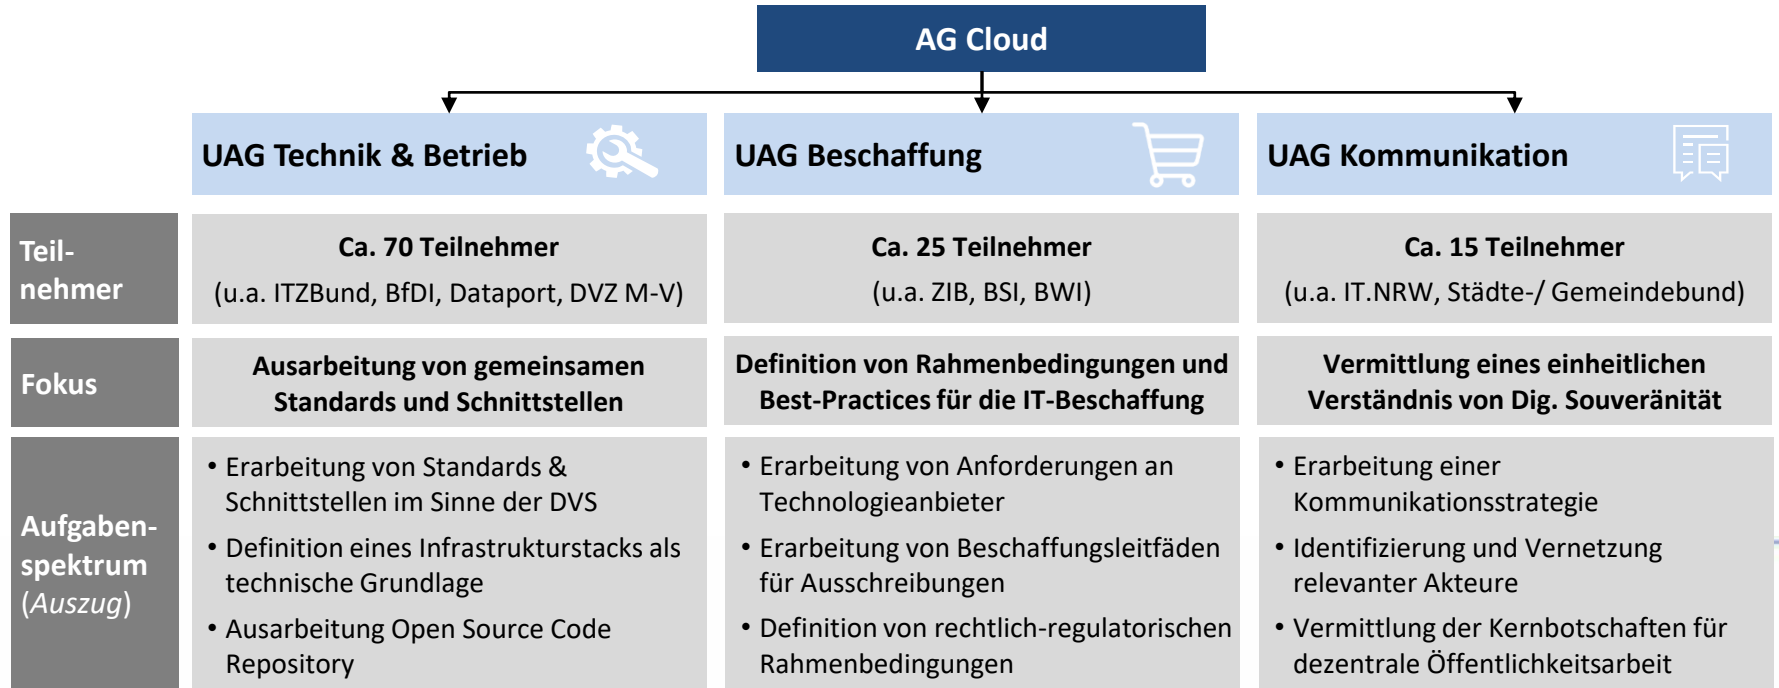 AG Cloud
UAG Technik & Betrieb
UAG Beschaffung
UAG Kommunikation
Teil-
nehmer
Ca. 70 Teilnehmer
(u.a. ITZBund, BfDI, Dataport, DVZ M-V)
Ca. 25 Teilnehmer
(u.a. ZIB, BSI, BWI)
Ca. 15 Teilnehmer
(u.a. IT.NRW, Städte-/ Gemeindebund)
Fokus
Ausarbeitung von gemeinsamen
Standards und Schnittstellen
Definition von Rahmenbedingungen und
Best-Practices für die IT-Beschaffung
Vermittlung eines einheitlichen
Verständnis von Dig. Souveränität
Aufgaben-
spektrum
(Auszug)
• Erarbeitung von Standards &
Schnittstellen im Sinne der DVS
• Definition eines Infrastrukturstacks als
technische Grundlage
• Ausarbeitung Open Source Code
Repository
• Erarbeitung von Anforderungen an
Technologieanbieter
• Erarbeitung von Beschaffungsleitfäden
für Ausschreibungen
• Definition von rechtlich-regulatorischen
Rahmenbedingungen
• Erarbeitung einer
Kommunikationsstrategie
• Identifizierung und Vernetzung
relevanter Akteure
• Vermittlung der Kernbotschaften für
dezentrale Öffentlichkeitsarbeit